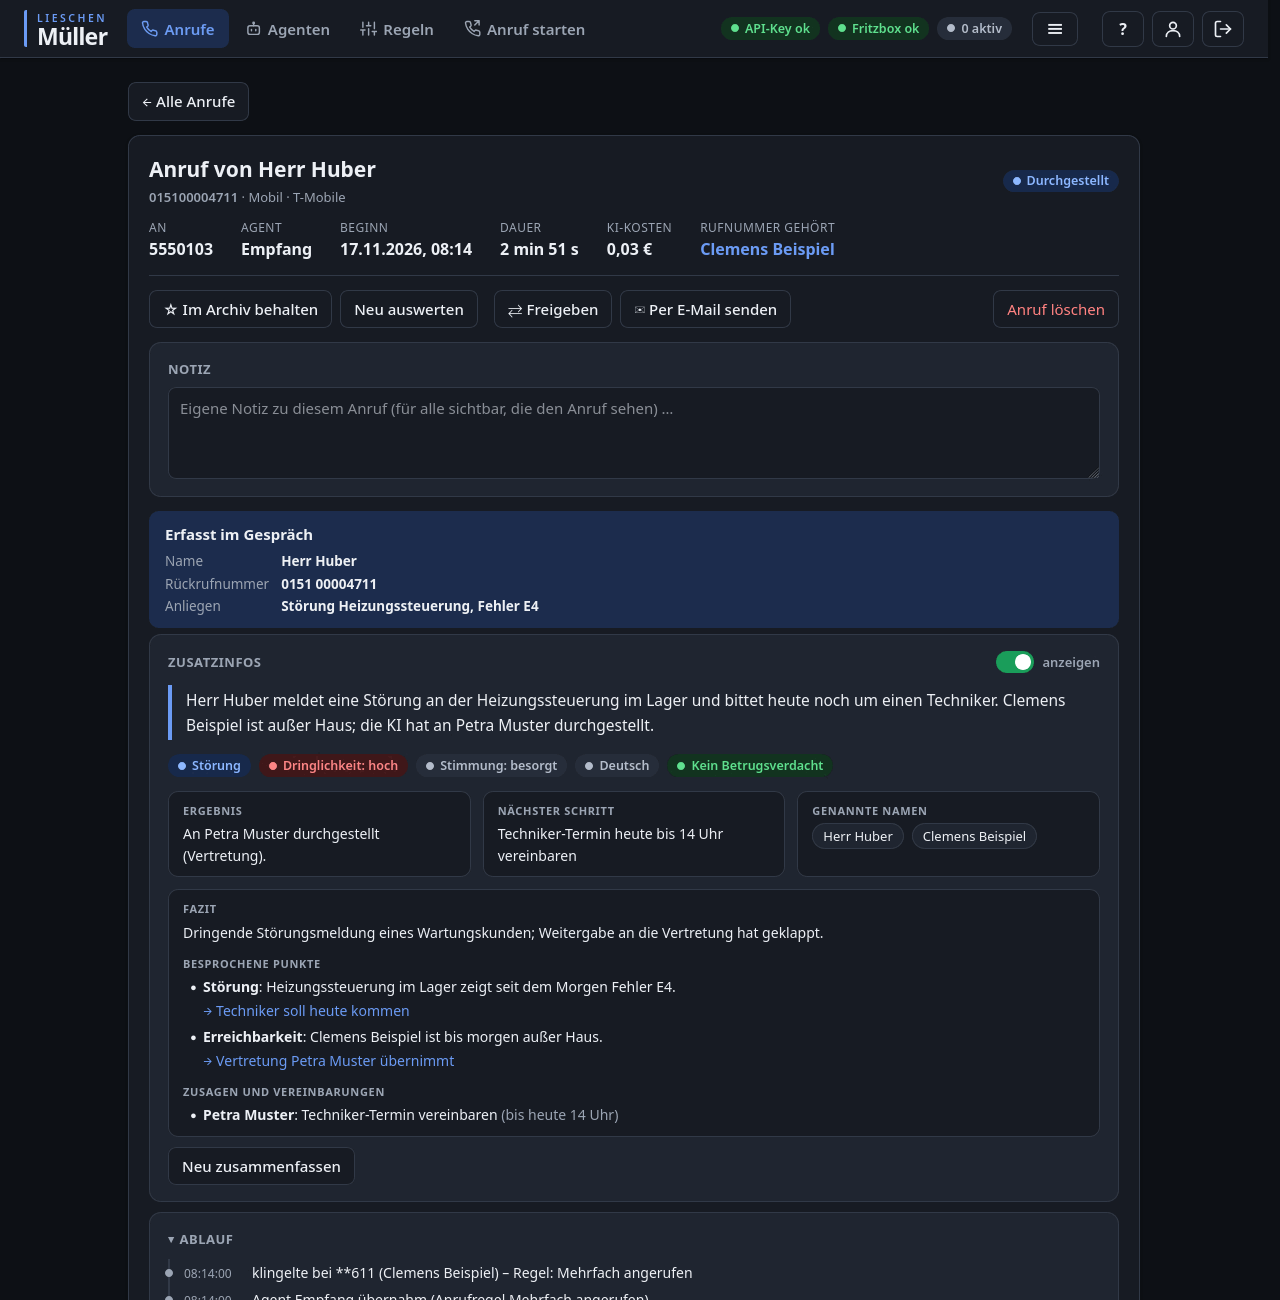 LIESCHEN
Müller
Anrufe
Agenten
Regeln
Anruf starten
API-Key ok
Fritzbox ok
0 aktiv
?
← Alle Anrufe
Anruf von Herr Huber
015100004711 · Mobil · T-Mobile
Durchgestellt
AN
5550103
AGENT
Empfang
BEGINN
17.11.2026, 08:14
DAUER
2 min 51 s
KI-KOSTEN
0,03 €
RUFNUMMER GEHÖRT
Clemens Beispiel
☆ Im Archiv behalten
Neu auswerten
⇄ Freigeben
✉ Per E-Mail senden
Anruf löschen
NOTIZ
Eigene Notiz zu diesem Anruf (für alle sichtbar, die den Anruf sehen) …
Erfasst im Gespräch
Name Herr Huber
Rückrufnummer 0151 00004711
Anliegen Störung Heizungssteuerung, Fehler E4
ZUSATZINFOS
anzeigen
Herr Huber meldet eine Störung an der Heizungssteuerung im Lager und bittet heute noch um einen Techniker. Clemens
Beispiel ist außer Haus; die KI hat an Petra Muster durchgestellt.
Störung
Dringlichkeit: hoch
Stimmung: besorgt
Deutsch
Kein Betrugsverdacht
ERGEBNIS
An Petra Muster durchgestellt
(Vertretung).
NÄCHSTER SCHRITT
Techniker-Termin heute bis 14 Uhr
vereinbaren
GENANNTE NAMEN
Herr Huber
Clemens Beispiel
FAZIT
Dringende Störungsmeldung eines Wartungskunden; Weitergabe an die Vertretung hat geklappt.
BESPROCHENE PUNKTE
• Störung: Heizungssteuerung im Lager zeigt seit dem Morgen Fehler E4.
→ Techniker soll heute kommen
• Erreichbarkeit: Clemens Beispiel ist bis morgen außer Haus.
→ Vertretung Petra Muster übernimmt
ZUSAGEN UND VEREINBARUNGEN
• Petra Muster: Techniker-Termin vereinbaren (bis heute 14 Uhr)
Neu zusammenfassen
▾ ABLAUF
08:14:00 klingelte bei **611 (Clemens Beispiel) – Regel: Mehrfach angerufen
08:14:00 Agent Empfang übernahm (Anrufregel Mehrfach angerufen)